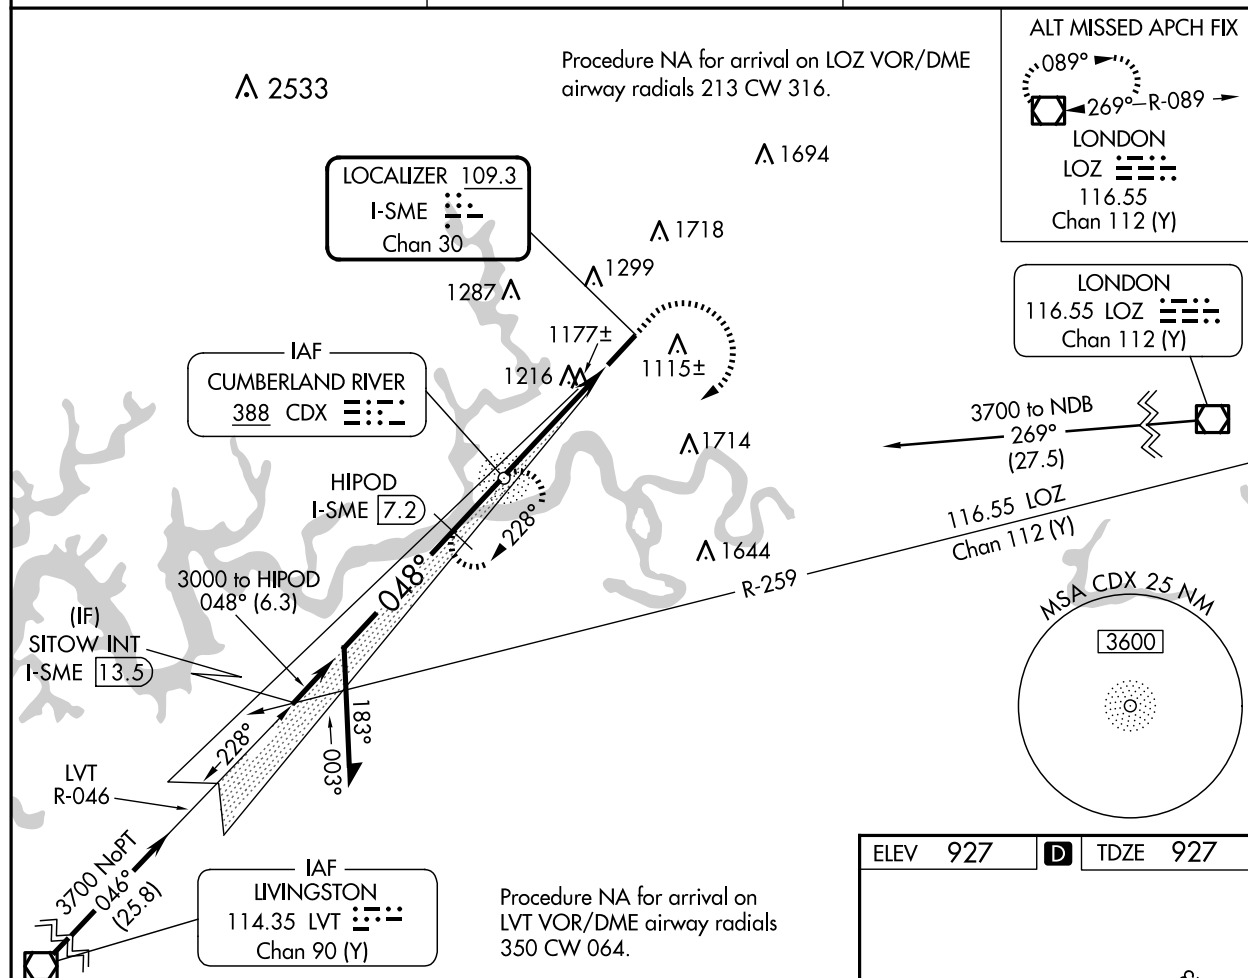 ALT MISSED APCH FIX
089°
269°
R-089
LONDON
LOZ
116.55
Chan 112 (Y)
Procedure NA for arrival on LOZ VOR/DME
airway radials 213 CW 316.
2533
1694
LOCALIZER 109.3
I-SME
Chan 30
1718
1299
1287
1177±
1216
1115±
LONDON
116.55 LOZ
Chan 112 (Y)
IAF
CUMBERLAND RIVER
388 CDX
3700 to NDB
269°
(27.5)
1714
HIPOD
I-SME 7.2
228°
116.55 LOZ
Chan 112 (Y)
1644
R-259
048°
3000 to HIPOD
048° (6.3)
(IF)
SITOW INT
I-SME 13.5
MSA CDX 25 NM
3600
228°
183°
003°
LVT
R-046
3700 NoPT
046°
(25.8)
IAF
LIVINGSTON
114.35 LVT
Chan 90 (Y)
Procedure NA for arrival on
LVT VOR/DME airway radials
350 CW 064.
ELEV 927 D TDZE 927